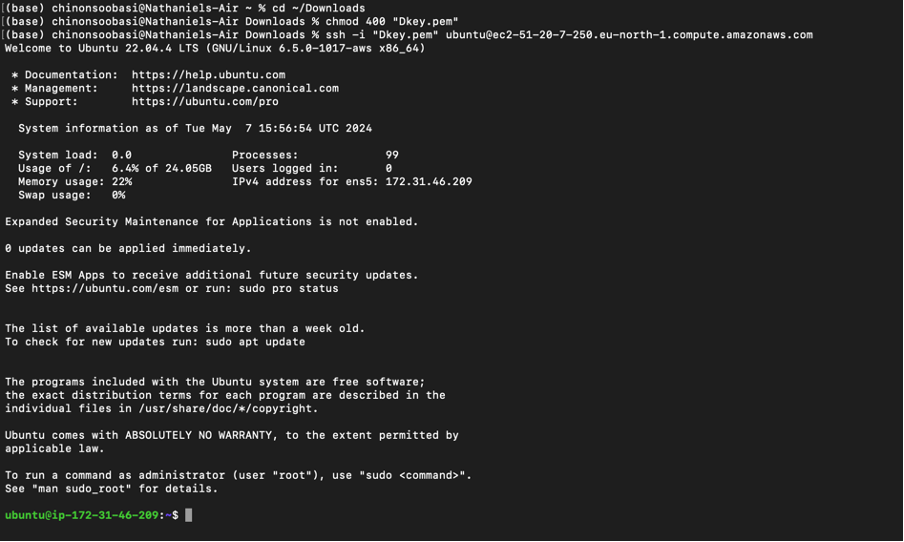 (base) chinonsoobasi@Nathaniels-Air ~ % cd ~/Downloads
(base) chinonsoobasi@Nathaniels-Air Downloads % chmod 400 "Dkey.pem"
(base) chinonsoobasi@Nathaniels-Air Downloads % ssh -i "Dkey.pem" ubuntu@ec2-51-20-7-250.eu-north-1.compute.amazonaws.com
Welcome to Ubuntu 22.04.4 LTS (GNU/Linux 6.5.0-1017-aws x86_64)
* Documentation:  https://help.ubuntu.com
* Management:     https://landscape.canonical.com
* Support:        https://ubuntu.com/pro
System information as of Tue May  7 15:56:54 UTC 2024
System load:  0.0               Processes:             99
Usage of /:   6.4% of 24.05GB   Users logged in:       0
Memory usage: 22%               IPv4 address for ens5: 172.31.46.209
Swap usage:   0%
Expanded Security Maintenance for Applications is not enabled.
0 updates can be applied immediately.
Enable ESM Apps to receive additional future security updates.
See https://ubuntu.com/esm or run: sudo pro status
The list of available updates is more than a week old.
To check for new updates run: sudo apt update
The programs included with the Ubuntu system are free software;
the exact distribution terms for each program are described in the
individual files in /usr/share/doc/*/copyright.
Ubuntu comes with ABSOLUTELY NO WARRANTY, to the extent permitted by
applicable law.
To run a command as administrator (user "root"), use "sudo <command>".
See "man sudo_root" for details.
ubuntu@ip-172-31-46-209:~$